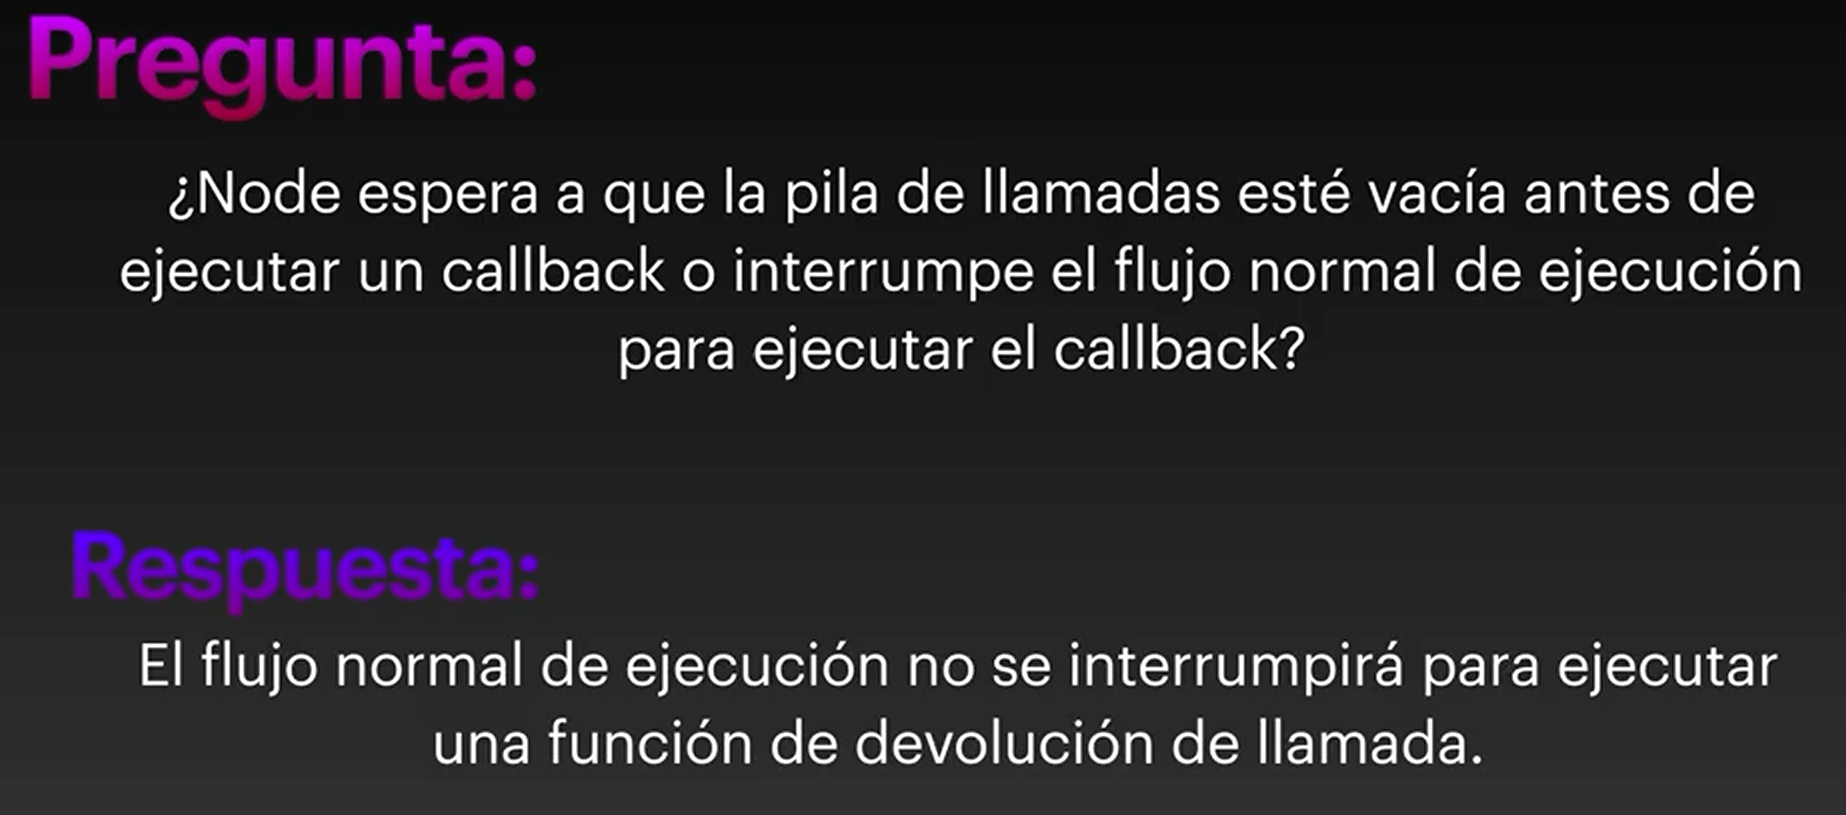 Pregunta:
¿Node espera a que la pila de llamadas esté vacía antes de
ejecutar un callback o interrumpe el flujo normal de ejecución
para ejecutar el callback?
Respuesta:
El flujo normal de ejecución no se interrumpirá para ejecutar
una función de devolución de llamada.